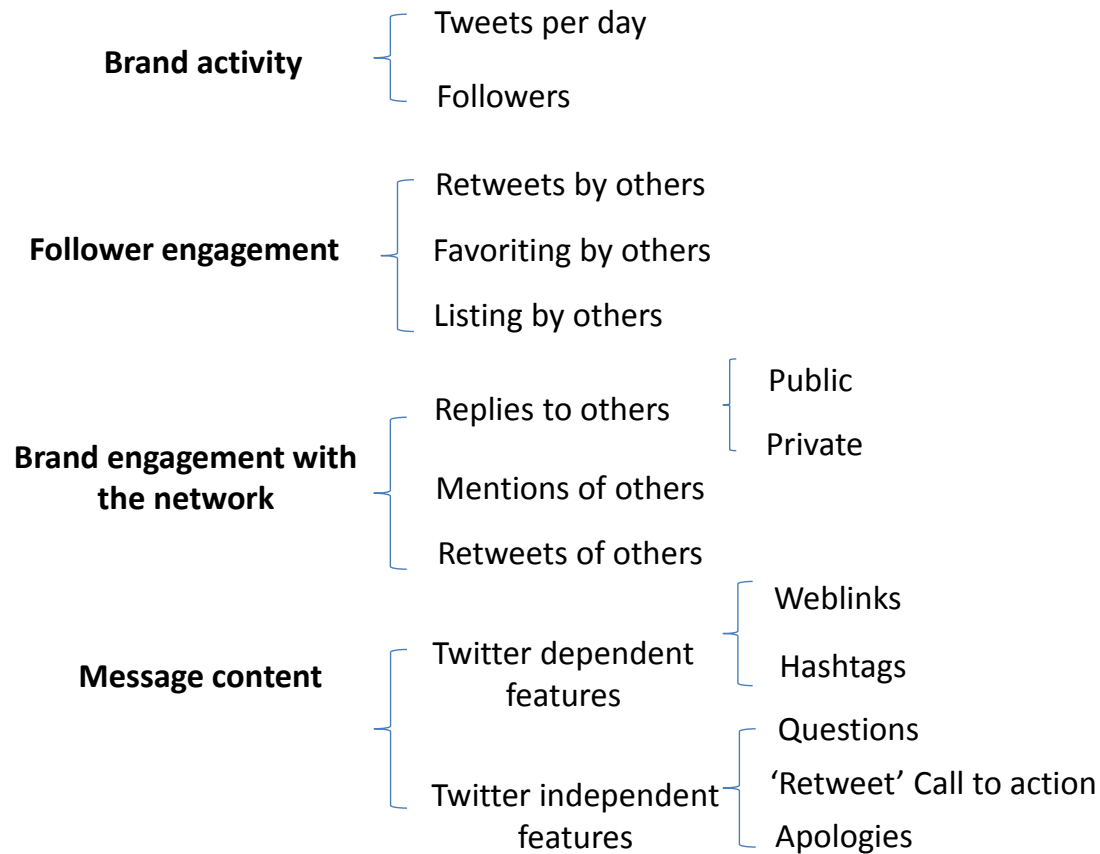 Brand activity
Tweets per day
Followers
Follower engagement
Retweets by others
Favoriting by others
Listing by others
Brand engagement with
the network
Replies to others
Public
Private
Mentions of others
Retweets of others
Message content
Twitter dependent
features
Weblinks
Hashtags
Twitter independent
features
Questions
‘Retweet’ Call to action
Apologies